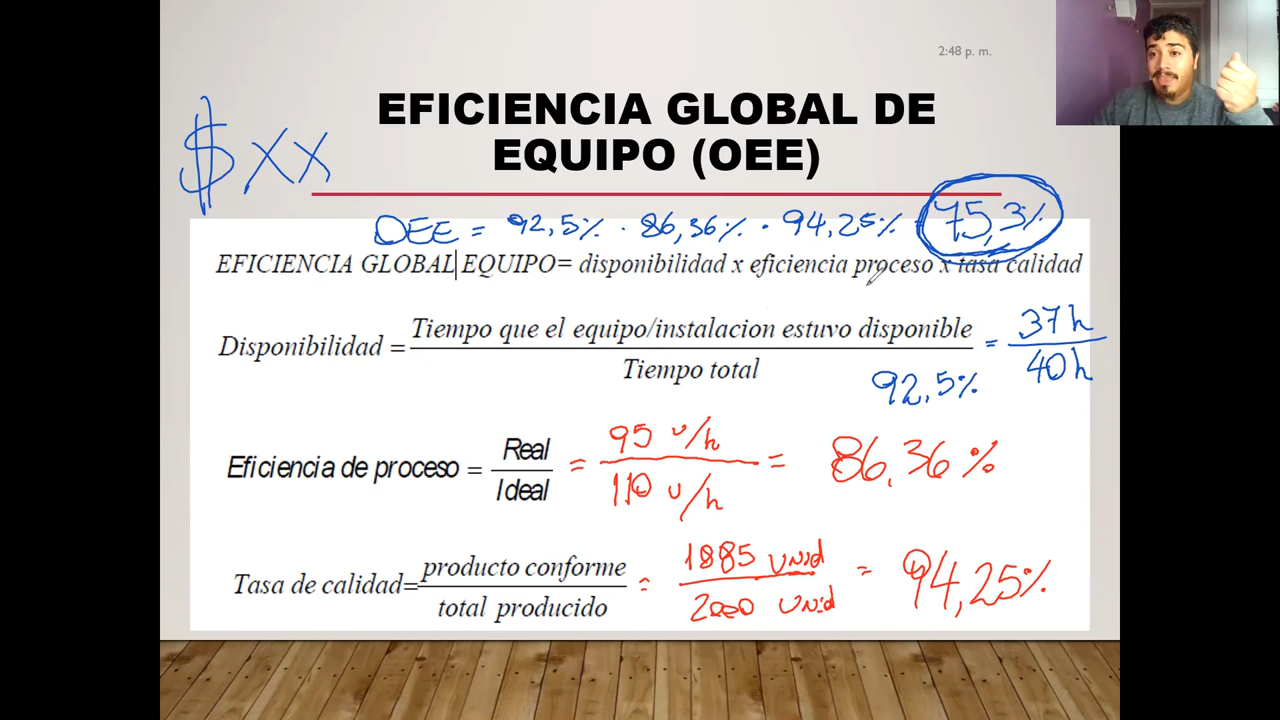 2:48 p. m.
EFICIENCIA GLOBAL DE
EQUIPO (OEE)
$ XX
OEE = 92,5% · 86,36% · 94,25% 75,3%
EFICIENCIA GLOBAL EQUIPO= disponibilidad x eficiencia proceso x tasa calidad
Disponibilidad = Tiempo que el equipo/instalacion estuvo disponible = 37 h
Tiempo total 40 h
92,5%
Eficiencia de proceso = Real = 95 u/h = 86,36 %
Ideal 110 u/h
Tasa de calidad= producto conforme = 1885 unid = 94,25%
total producido 2000 unid